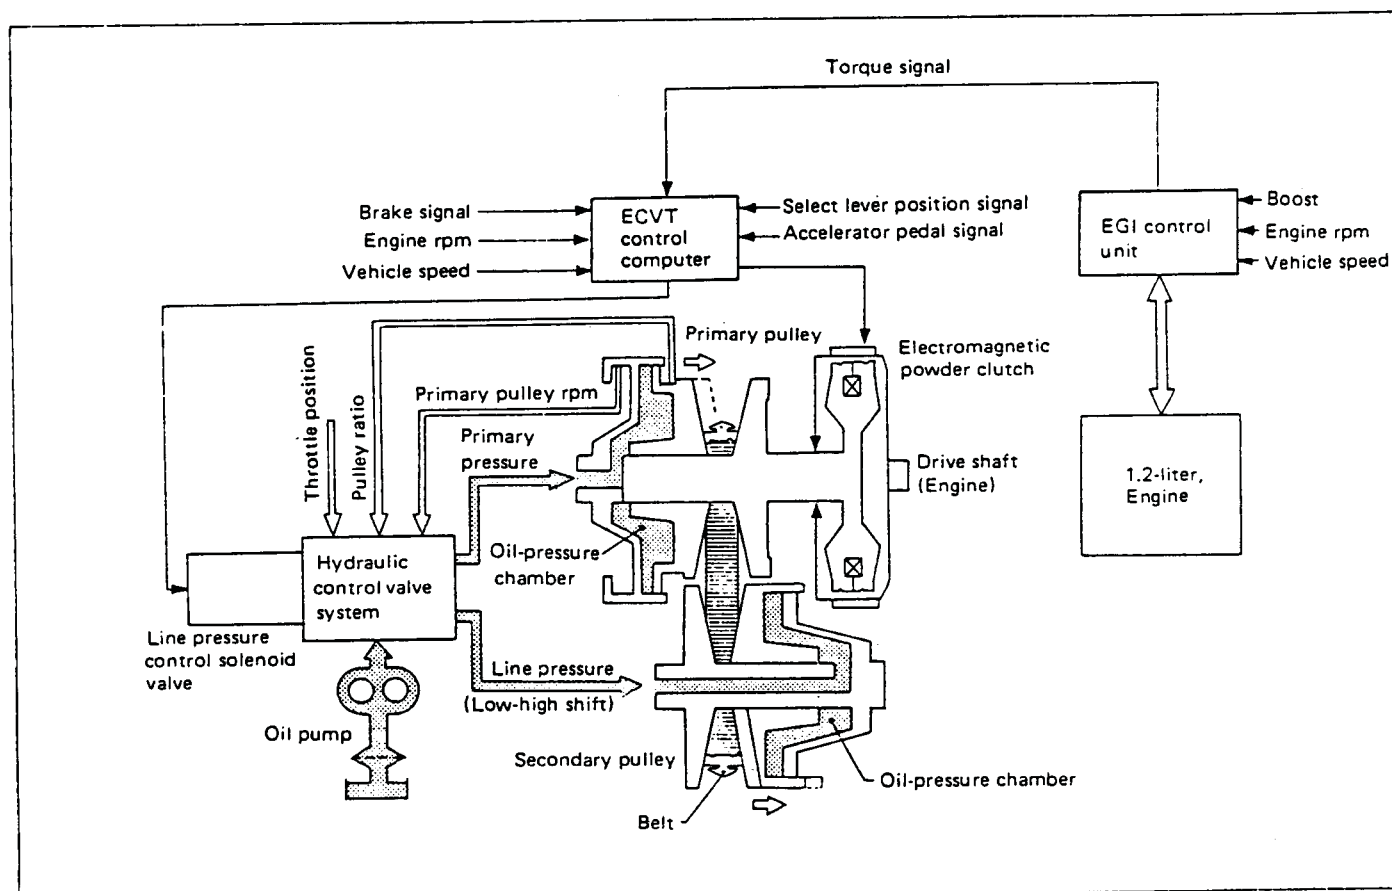 Torque signal
Brake signal
Engine rpm
Vehicle speed
ECVT
control
computer
Select lever position signal
Accelerator pedal signal
EGI control
unit
Boost
Engine rpm
Vehicle speed
Throttle position
Pulley ratio
Primary pulley rpm
Primary
pressure
Primary pulley
Electromagnetic
powder clutch
Drive shaft
(Engine)
1.2-liter,
Engine
Oil-pressure
chamber
Hydraulic
control valve
system
Line pressure
control solenoid
valve
Line pressure
(Low-high shift)
Oil pump
Secondary pulley
Oil-pressure
chamber
Belt